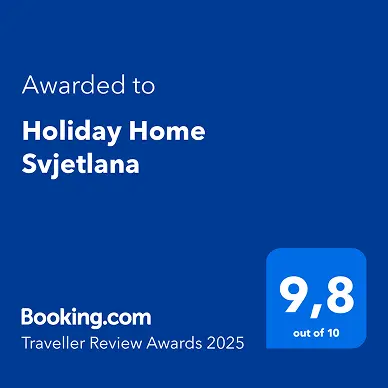 Awarded to
Holiday Home
Svjetlana
9,8
out of 10
Booking.com
Traveller Review Awards 2025